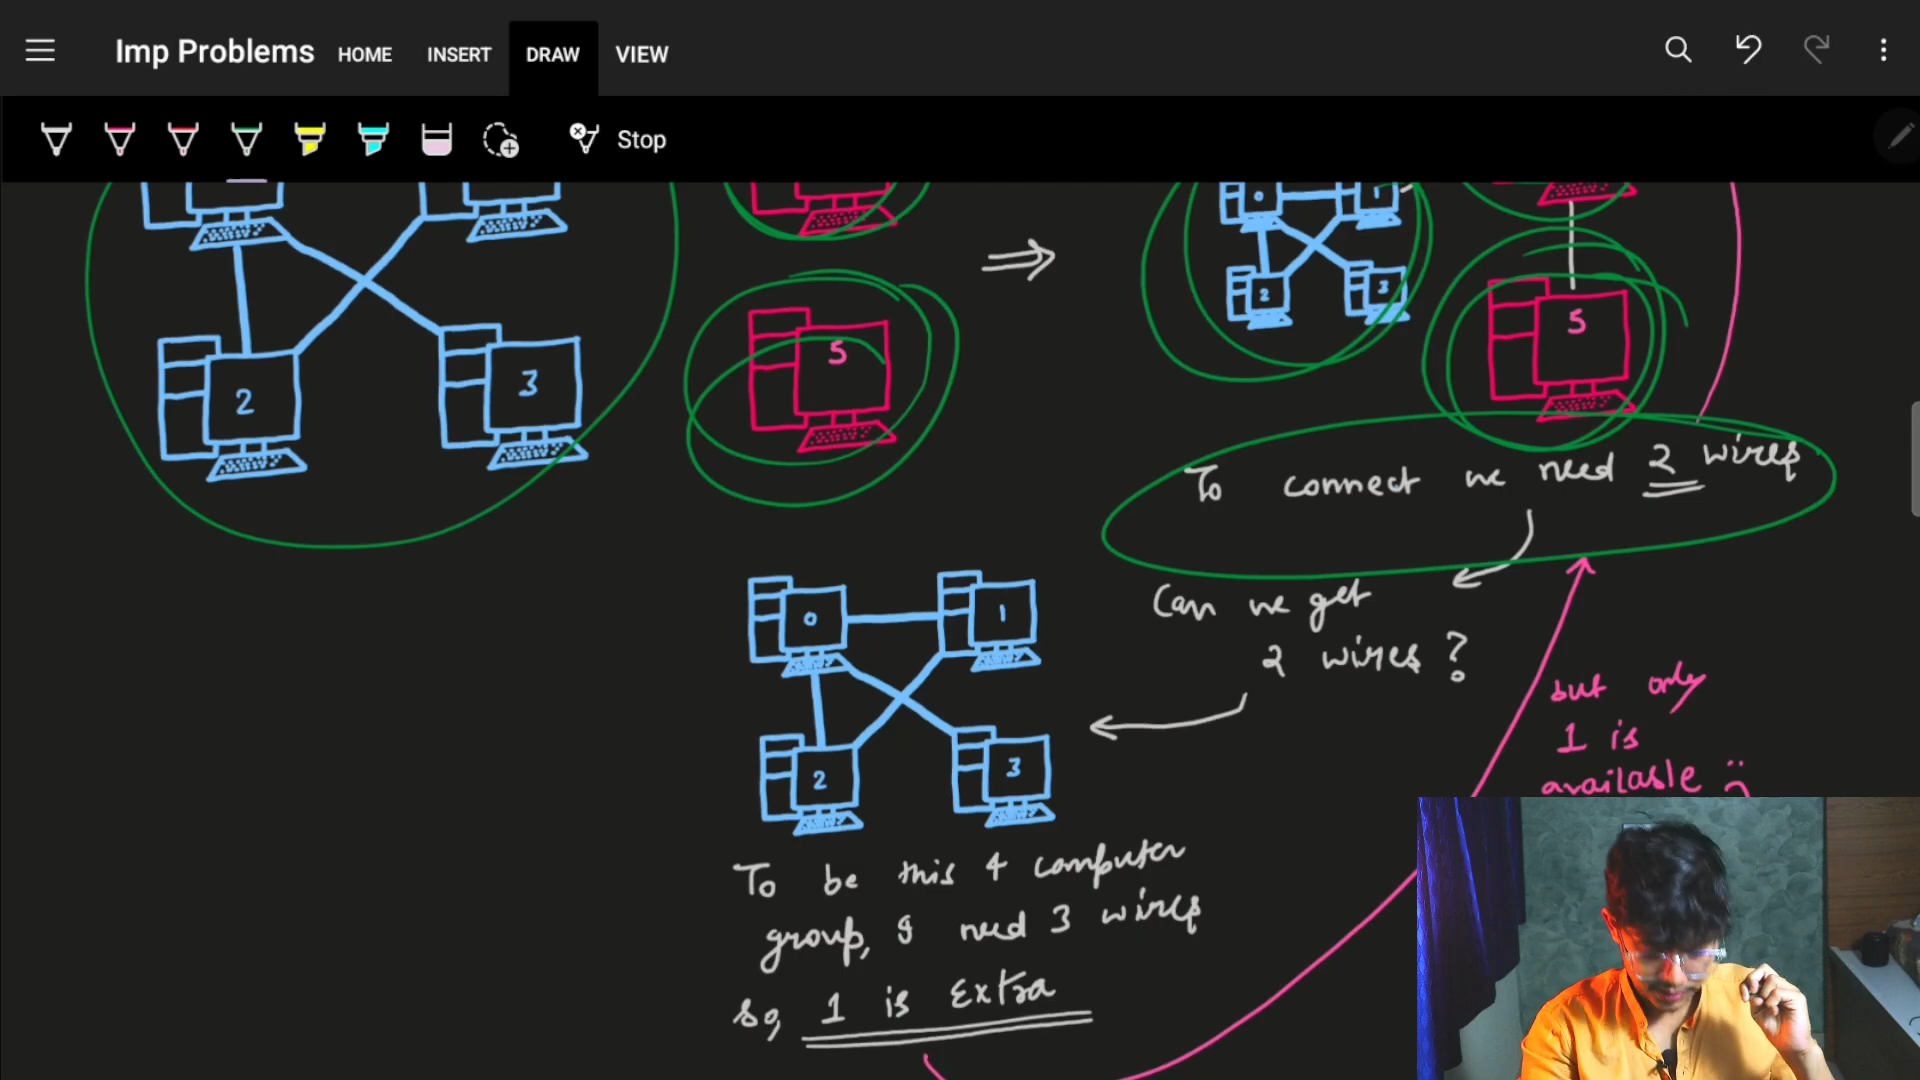 Imp Problems HOME INSERT DRAW VIEW
Stop
0 1
2 3
5
2
3
5
To connect we need 2 wires
Can we get
2 wires ?
0 1
2 3
but only
1 is
available
To be this 4 computer
group, I need 3 wires
so, 1 is Extra